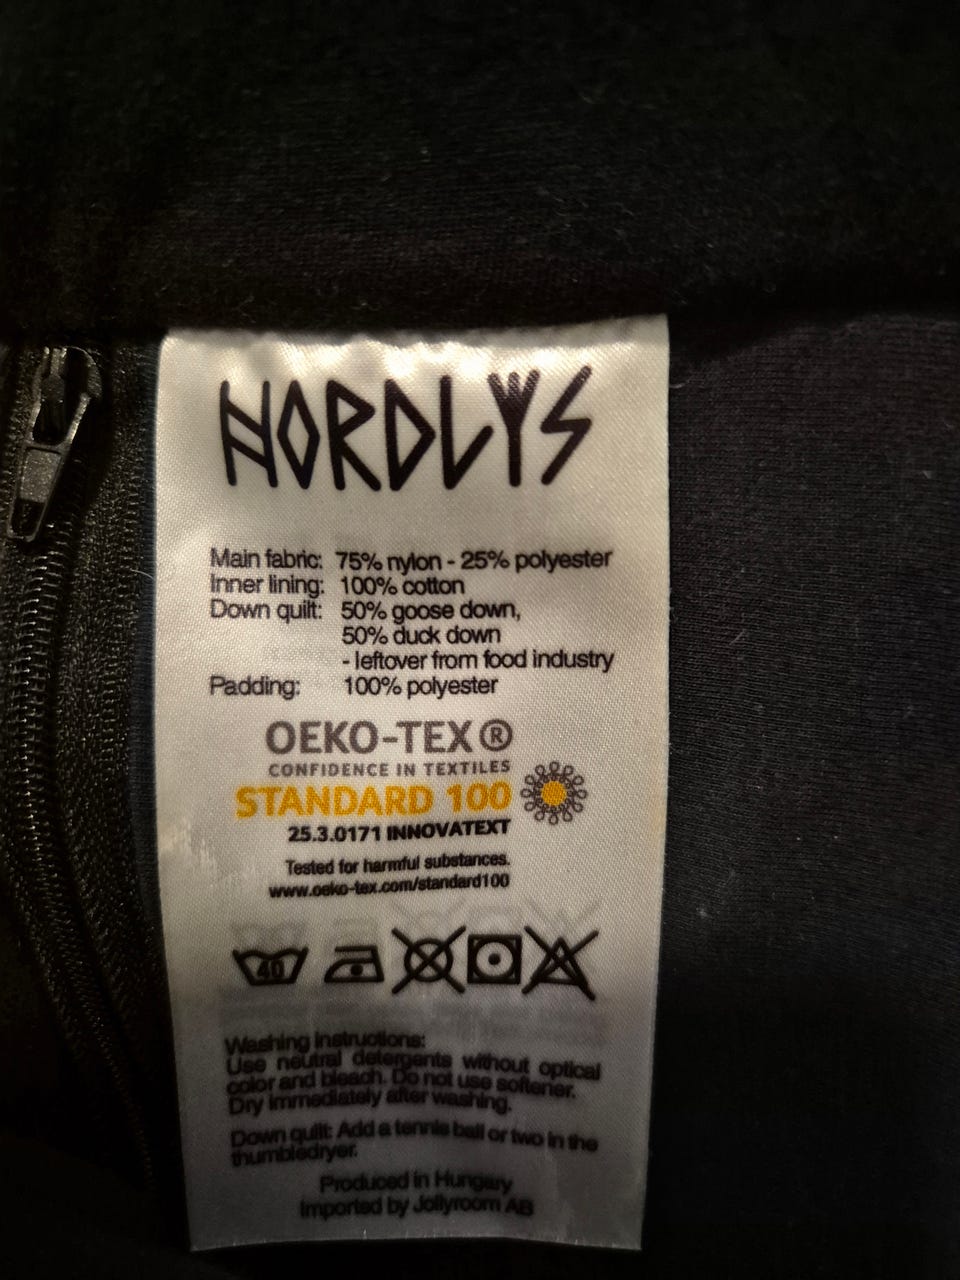 NORDLYS
Main fabric: 75% nylon - 25% polyester
Inner lining: 100% cotton
Down quilt: 50% goose down,
50% duck down
- leftover from food industry
Padding: 100% polyester
OEKO-TEX®
CONFIDENCE IN TEXTILES
STANDARD 100
25.3.0171 INNOVATEXT
Tested for harmful substances.
www.oeko-tex.com/standard100
40
Washing instructions:
Use neutral detergents without optical
color and bleach. Do not use softener.
Dry immediately after washing.
Down quilt: Add a tennis ball or two in the
thumbledryer.
Produced in Hungary
Imported by Jollyroom AB